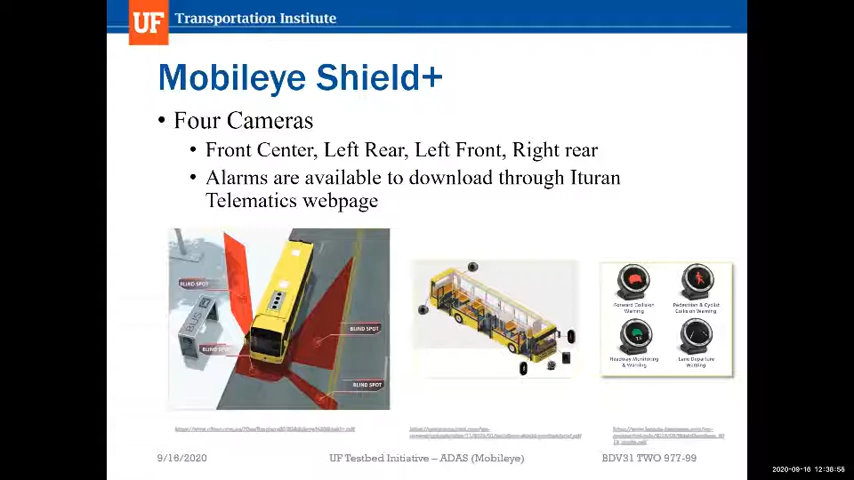 UF Transportation Institute
Mobileye Shield+
• Four Cameras
• Front Center, Left Rear, Left Front, Right rear
• Alarms are available to download through Ituran
Telematics webpage
BLIND SPOT
BUS
BLIND SPOT
BLIND SPOT
BLIND SPOT
Forward Collision
Warning
Pedestrian & Cyclist
Collision Warning
Headway Monitoring
& Warning
Lane Departure
Warning
9/16/2020
UF Testbed Initiative – ADAS (Mobileye)
BDV31 TWO 977-99
2020-09-16 12:38:58